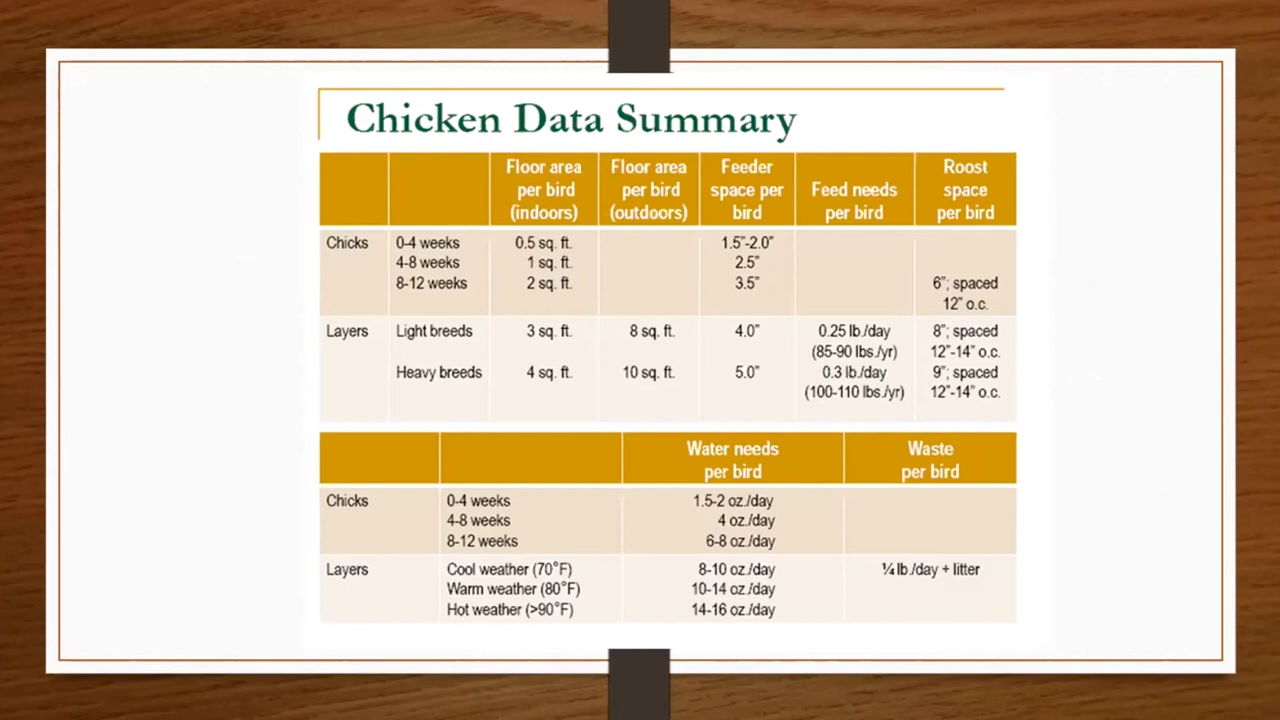 Chicken Data Summary
Floor area per bird (indoors) Floor area per bird (outdoors) Feeder space per bird Feed needs per bird Roost space per bird
Chicks 0-4 weeks 0.5 sq. ft. 1.5”-2.0”
4-8 weeks 1 sq. ft. 2.5”
8-12 weeks 2 sq. ft. 3.5” 6”; spaced
12” o.c.
Layers Light breeds 3 sq. ft. 8 sq. ft. 4.0” 0.25 lb./day 8”; spaced
(85-90 lbs./yr) 12”-14” o.c.
Heavy breeds 4 sq. ft. 10 sq. ft. 5.0” 0.3 lb./day 9”; spaced
(100-110 lbs./yr) 12”-14” o.c.
Water needs per bird Waste per bird
Chicks 0-4 weeks 1.5-2 oz./day
4-8 weeks 4 oz./day
8-12 weeks 6-8 oz./day
Layers Cool weather (70°F) 8-10 oz./day ¼ lb./day + litter
Warm weather (80°F) 10-14 oz./day
Hot weather (>90°F) 14-16 oz./day